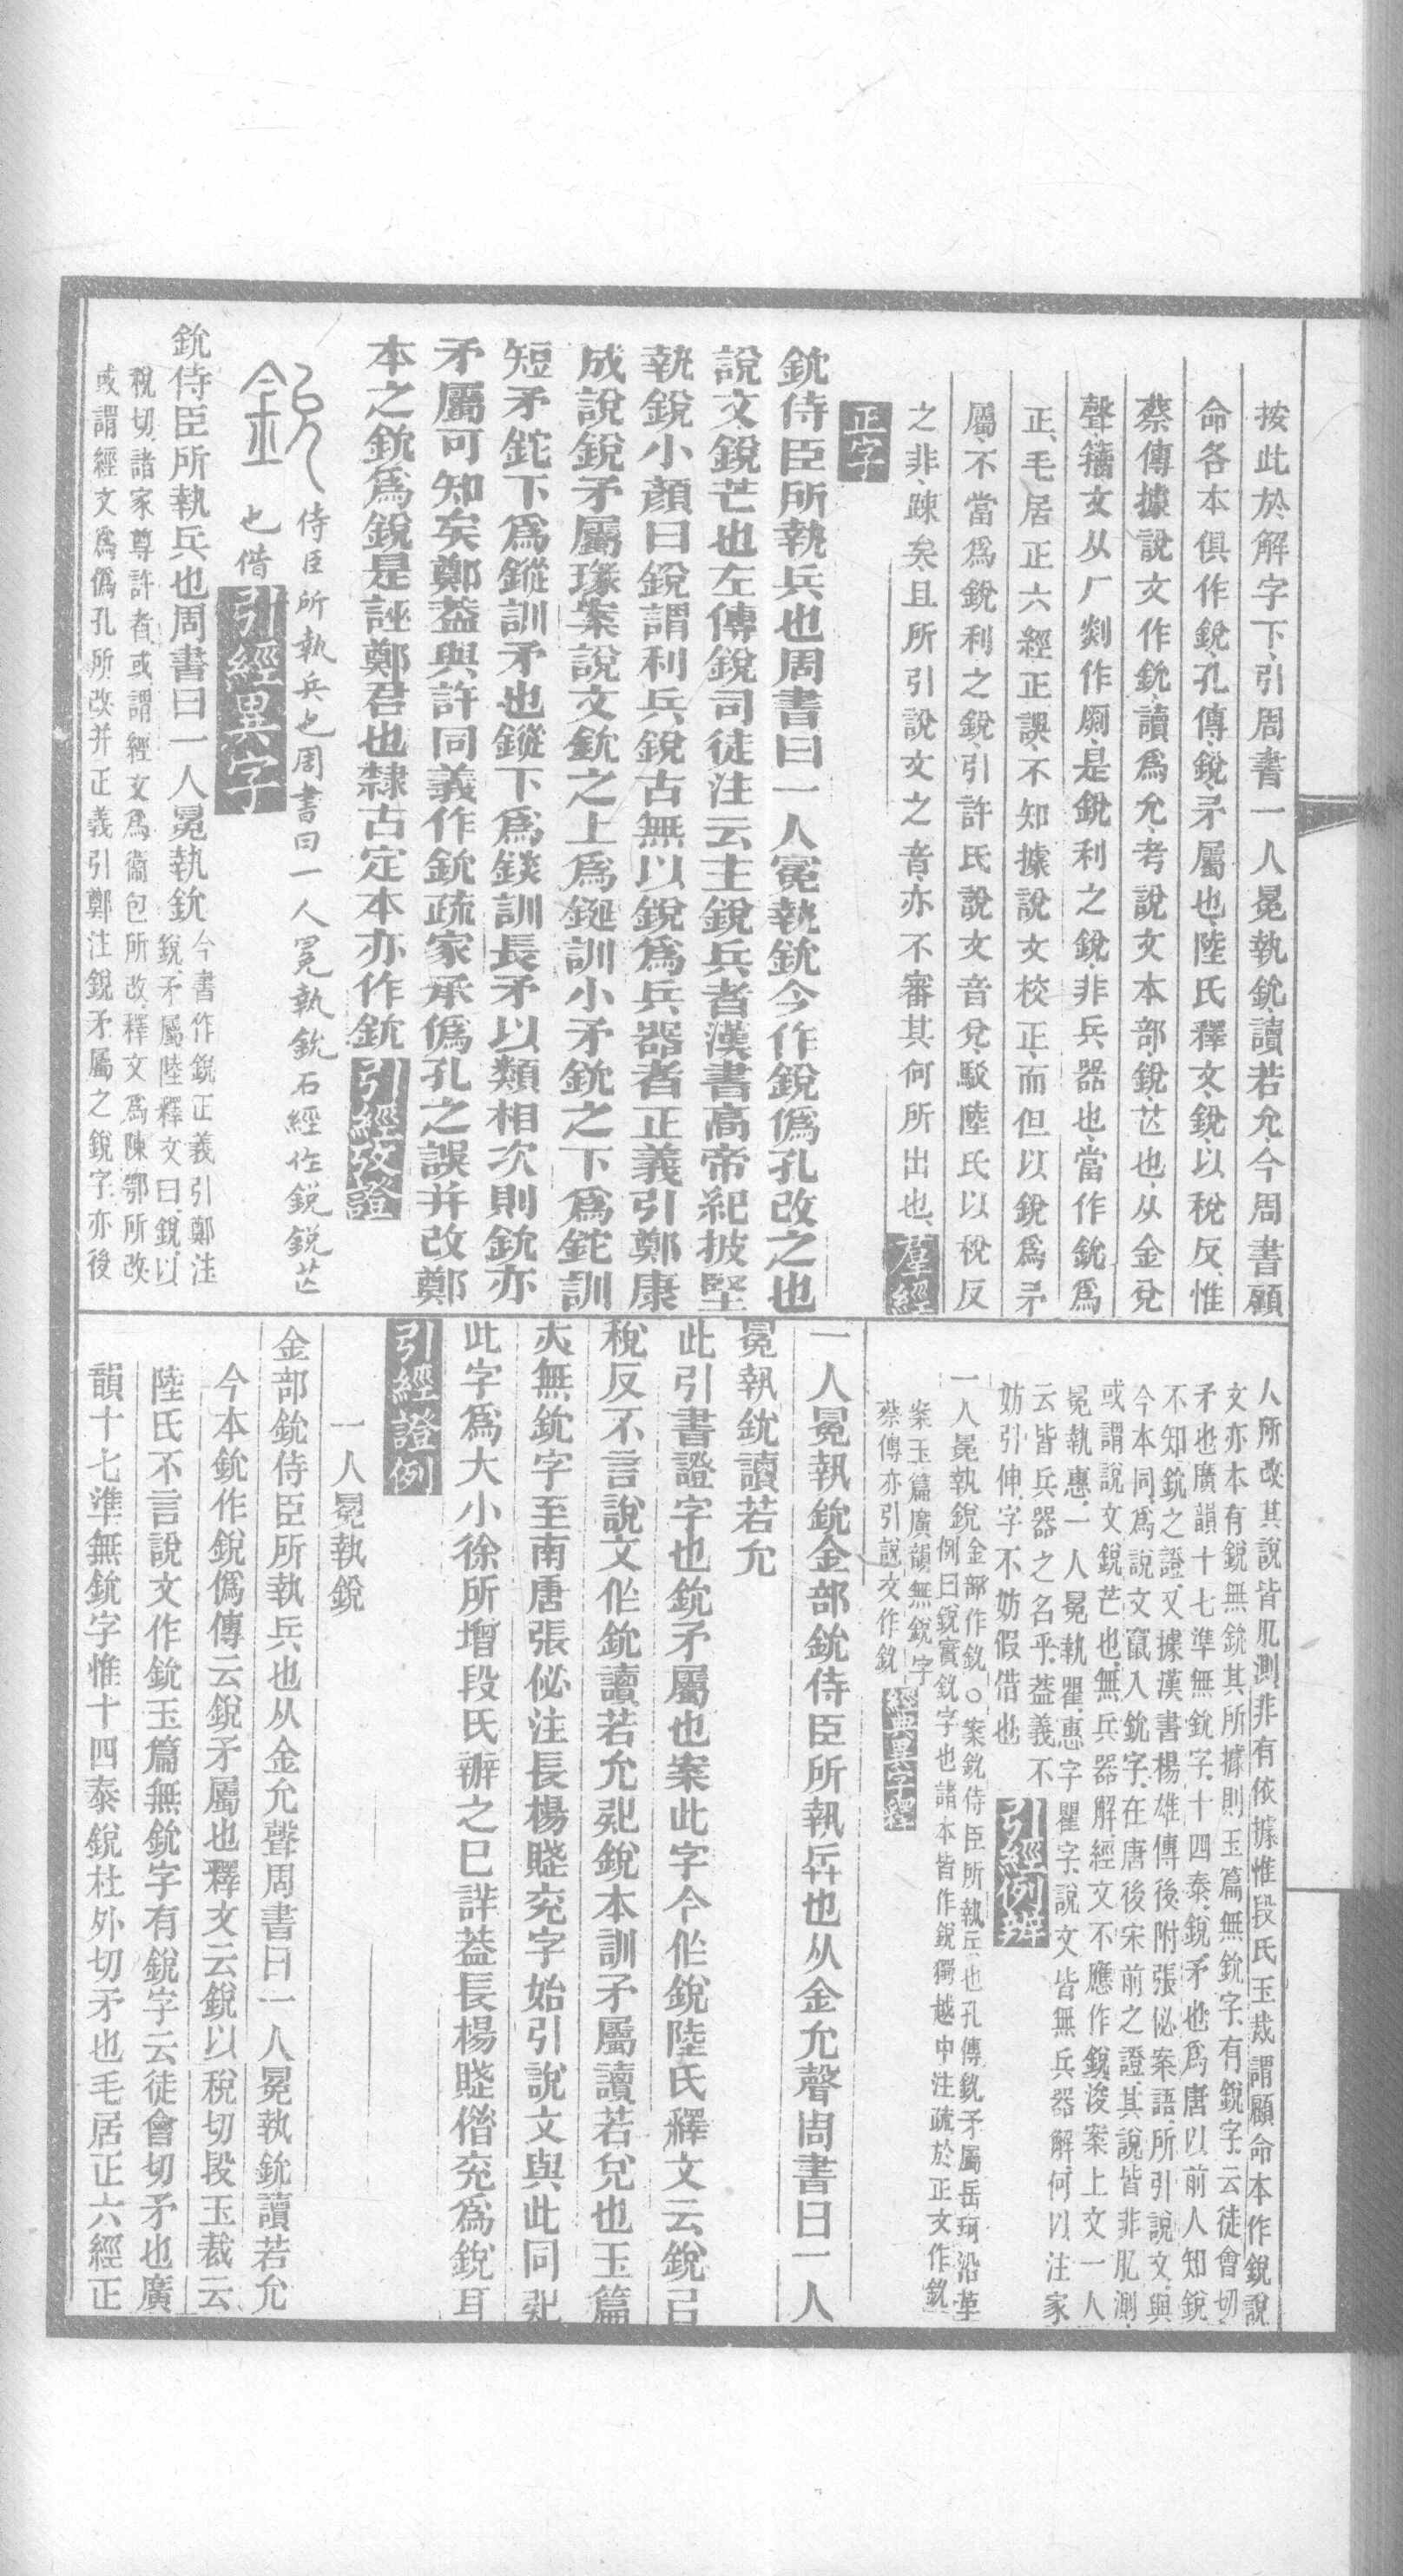 按此於解字下引周書一人冕執鈗讀若允今周書顧
命各本俱作銳孔傳銳矛屬也陸氏釋文銳以稅反惟
蔡傳據說文作鈗讀爲允考說文本部銳芒也从金兌
聲籀文从厂剡作㓹是銳利之銳非兵器也當作鈗爲
正毛居正六經正誤不知據說文校正而但以銳爲矛
屬不當爲銳利之銳引許氏說文音兌駁陸氏以稅反
之非踈矣且所引說文之音亦不審其何所出也羣經
正字
鈗侍臣所執兵也周書曰一人冕執鈗今作銳僞孔改之也
說文銳芒也左傳銳司徒注云主銳兵者漢書高帝紀披堅
執銳小顏曰銳謂利兵銳古無以銳爲兵器者正義引鄭康
成說銳矛屬瑑案說文鈗之上爲鋋訓小矛鈗之下爲鉈訓
短矛鉈下爲鏦訓矛也鏦下爲錟訓長矛以類相次則鈗亦
矛屬可知矣鄭葢與許同義作鈗疏家承僞孔之誤并改鄭
本之鈗爲銳是誣鄭君也隸古定本亦作鈗引經攷證
鈗侍臣所執兵也周書曰一人冕執鈗石經作銳銳芒
也借引經異字
鈗侍臣所執兵也周書曰一人冕執鈗今書作銳正義引鄭注
銳矛屬陸釋文曰銳以
稅切諸家尊許者或謂經文爲衞包所改釋文爲陳鄂所改
或謂經文爲僞孔所改并正義引鄭注銳矛屬之銳字亦後
人所改其說皆肊測非有依據惟段氏玉裁謂顧命本作銳說
文亦本有銳無鈗其所據則玉篇無鈗字有銳字云徒會切
矛也廣韻十七準無鈗字十四泰銳矛也爲唐以前人知銳
不知鈗之證又據漢書楊雄傳後附張佖案語所引說文與
今本同爲說文竄入鈗字在唐後宋前之證其說皆非肊測
或謂說文銳芒也無兵器解經文不應作銳浚案上文一人
冕執惠一人冕執瞿惠字瞿字說文皆無兵器解何以注家
云皆兵器之名乎葢義不
妨引伸字不妨假借也引經例辨
一人冕執銳金部作鈗○案鈗侍臣所執兵也孔傳鈗矛屬岳珂沿革
例曰銳實鈗字也諸本皆作銳獨越中注疏於正文作鈗
案玉篇廣韻無鈗字
蔡傳亦引說文作鈗經典異字釋
一人冕執鈗金部鈗侍臣所執兵也从金允聲周書曰一人
冕執鈗讀若允
此引書證字也鈗矛屬也案此字今作銳陸氏釋文云銳㠯
稅反不言說文作鈗讀若允是銳本訓矛屬讀若兌也玉篇
亦無鈗字至南唐張佖注長楊賤兖字始引說文與此同是
此字爲大小徐所增段氏辨之巳詳葢長楊賤借兖爲銳耳
引經證例
一人冕執銳
金部鈗侍臣所執兵也从金允聲周書曰一人冕執鈗讀若允
今本鈗作銳僞傳云銳矛屬也釋文云銳以稅切段玉裁云
陸氏不言說文作鈗玉篇無鈗字有銳字云徒會切矛也廣
韻十七準無鈗字惟十四泰銳杜外切矛也毛居正六經正